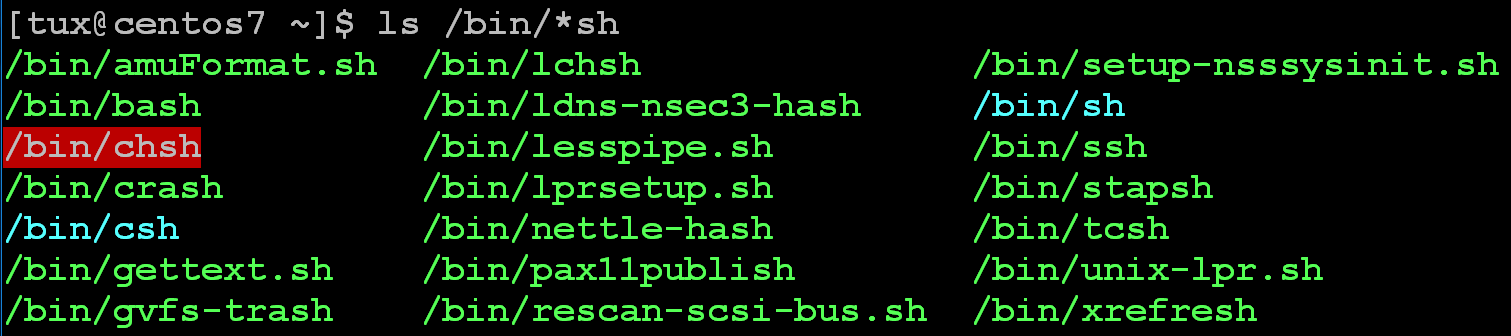 [tux@centos7 ~]$ ls /bin/*sh
/bin/amuFormat.sh  /bin/lchsh               /bin/setup-nsssysinit.sh
/bin/bash          /bin/ldns-nsec3-hash     /bin/sh
/bin/chsh          /bin/lesspipe.sh         /bin/ssh
/bin/crash         /bin/lprsetup.sh         /bin/stapsh
/bin/csh           /bin/nettle-hash         /bin/tcsh
/bin/gettext.sh    /bin/pax11publish        /bin/unix-lpr.sh
/bin/gvfs-trash    /bin/rescan-scsi-bus.sh  /bin/xrefresh